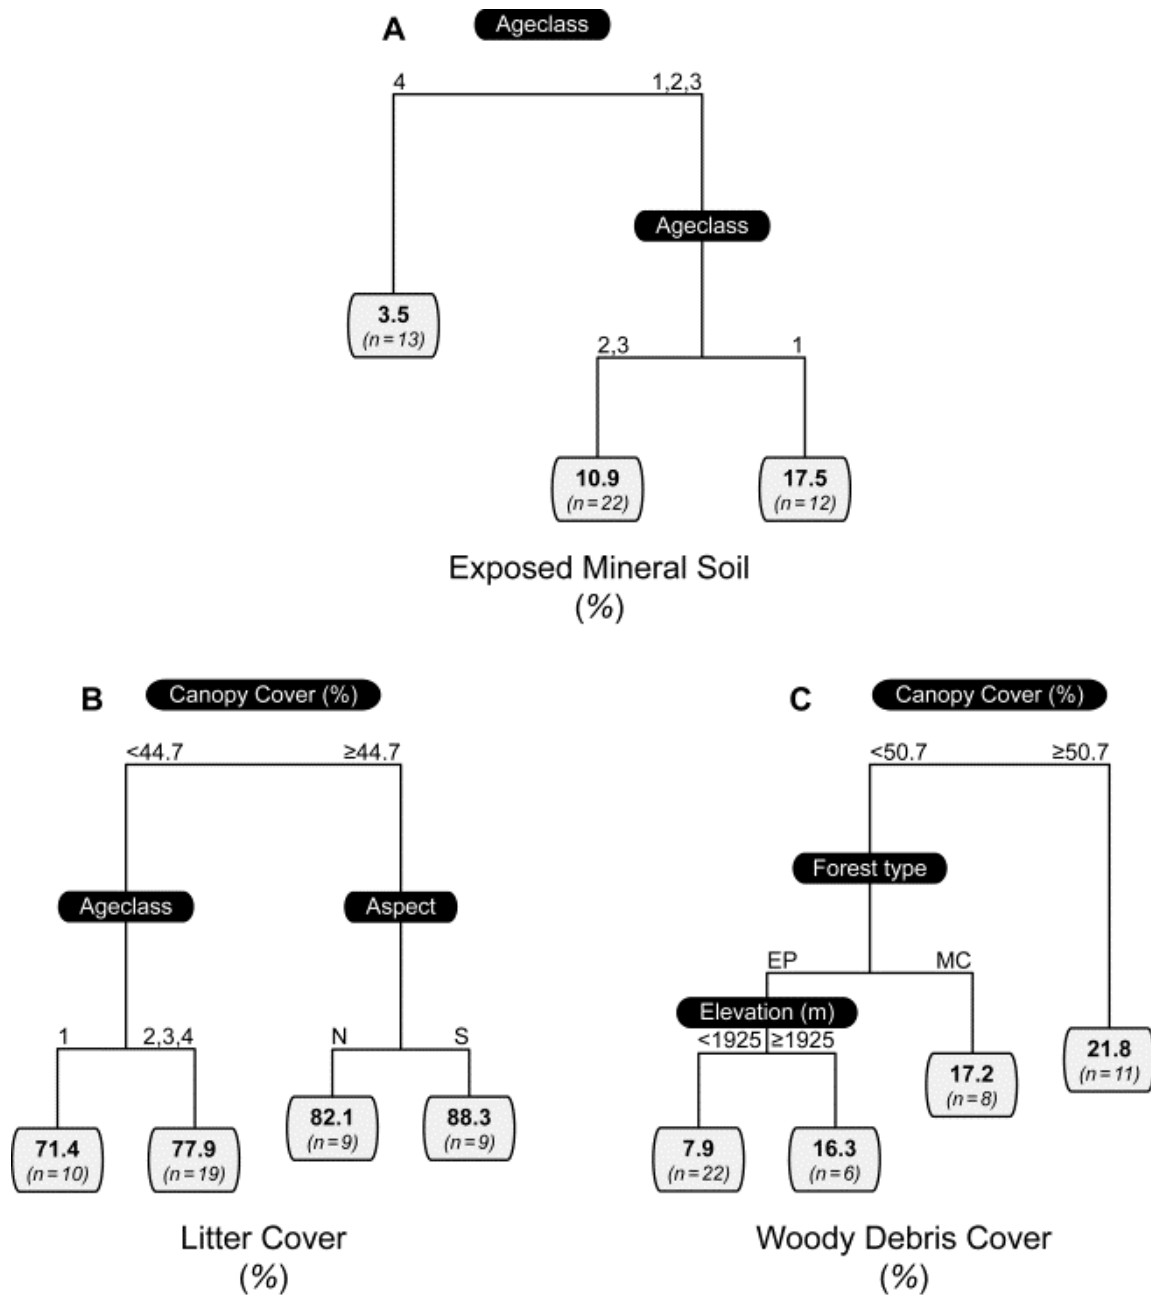 A
Ageclass
4
1,2,3
Ageclass
3.5
(n=13)
2,3
1
10.9
(n=22)
17.5
(n=12)
Exposed Mineral Soil
(%)
B
Canopy Cover (%)
<44.7
≥44.7
Ageclass
Aspect
1
2,3,4
N
S
71.4
(n=10)
77.9
(n=19)
82.1
(n=9)
88.3
(n=9)
Litter Cover
(%)
C
Canopy Cover (%)
<50.7
≥50.7
Forest type
EP
MC
Elevation (m)
<1925
≥1925
7.9
(n=22)
16.3
(n=6)
17.2
(n=8)
21.8
(n=11)
Woody Debris Cover
(%)